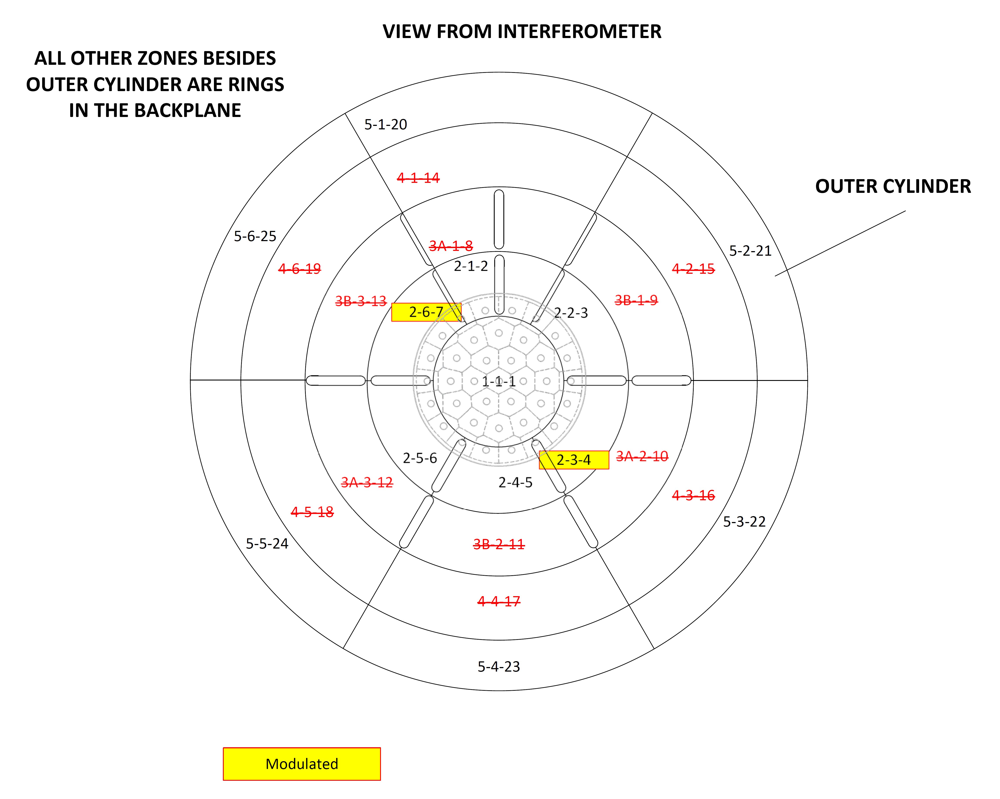 VIEW FROM INTERFEROMETER
ALL OTHER ZONES BESIDES
OUTER CYLINDER ARE RINGS
IN THE BACKPLANE
5-1-20
4-1-14
OUTER CYLINDER
5-6-25
3A-1-8
5-2-21
2-1-2
4-6-19
4-2-15
3B-3-13
3B-1-9
2-6-7
2-2-3
1-1-1
2-5-6
2-3-4
3A-2-10
3A-3-12
2-4-5
4-3-16
4-5-18
5-3-22
5-5-24
3B-2-11
4-4-17
5-4-23
Modulated